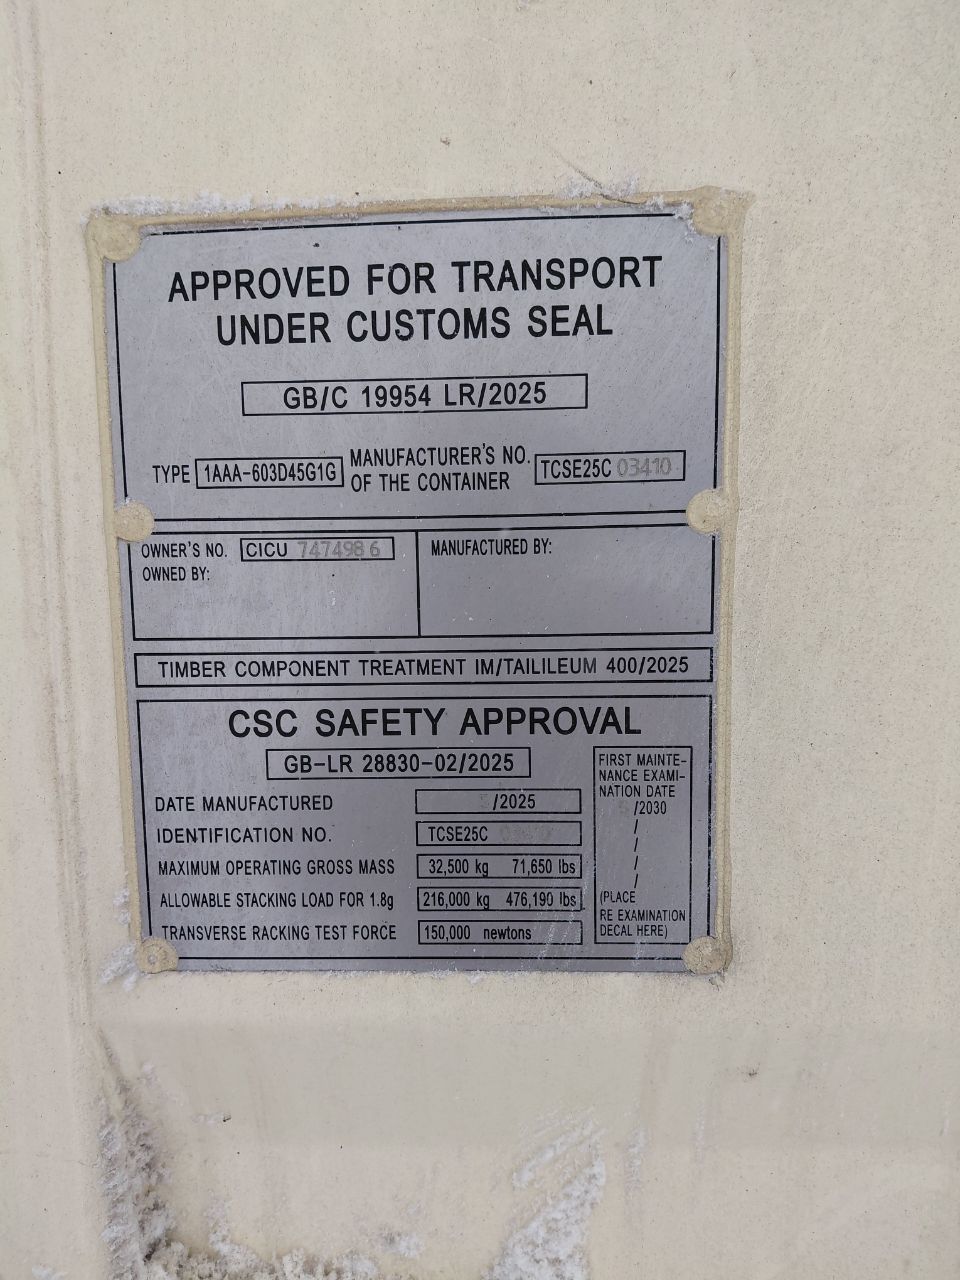 APPROVED FOR TRANSPORT
UNDER CUSTOMS SEAL
GB/C 19954 LR/2025
TYPE 1AAA-603D45G1G MANUFACTURER'S NO. OF THE CONTAINER TCSE25C 03410
OWNER'S NO. CICU 747498 6
OWNED BY:
MANUFACTURED BY:
TIMBER COMPONENT TREATMENT IM/TAILILEUM 400/2025
CSC SAFETY APPROVAL
GB-LR 28830-02/2025
DATE MANUFACTURED /2025
IDENTIFICATION NO. TCSE25C
MAXIMUM OPERATING GROSS MASS 32,500 kg 71,650 lbs
ALLOWABLE STACKING LOAD FOR 1.8g 216,000 kg 476,190 lbs
TRANSVERSE RACKING TEST FORCE 150,000 newtons
FIRST MAINTE-
NANCE EXAMI-
NATION DATE
/2030
/
/
/
/
(PLACE
RE EXAMINATION
DECAL HERE)